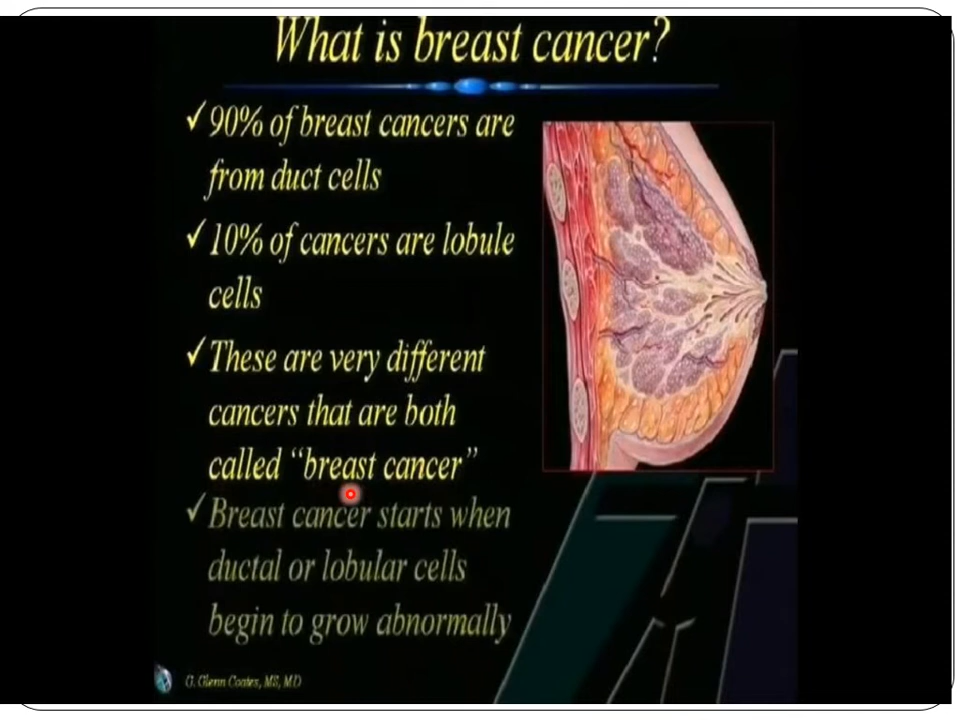 What is breast cancer?
✓ 90% of breast cancers are
from duct cells
✓ 10% of cancers are lobule
cells
✓ These are very different
cancers that are both
called “breast cancer”
✓ Breast cancer starts when
ductal or lobular cells
begin to grow abnormally
G. Glenn Coates, MS, MD